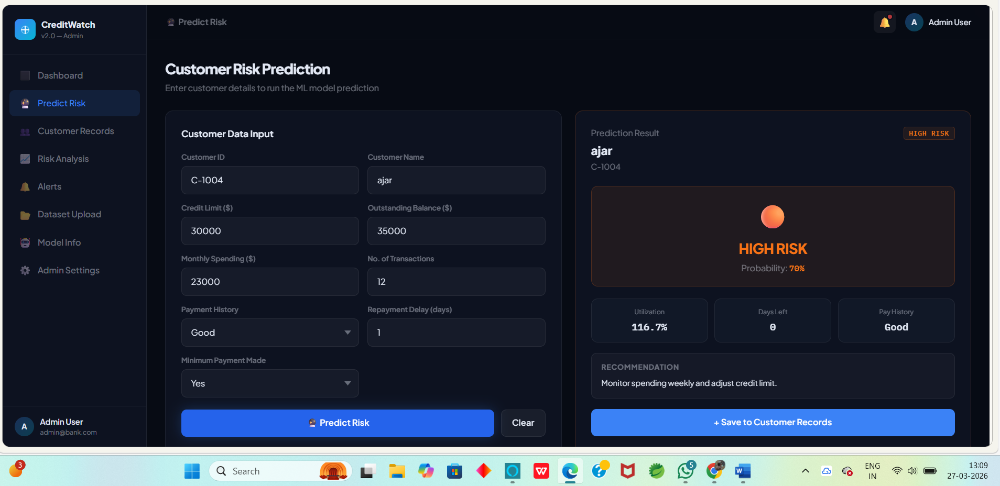 CreditWatch
v2.0 — Admin
Dashboard
Predict Risk
Customer Records
Risk Analysis
Alerts
Dataset Upload
Model Info
Admin Settings
A
Admin User
admin@bank.com
Predict Risk
A
Admin User
Customer Risk Prediction
Enter customer details to run the ML model prediction
Customer Data Input
Customer ID
Customer Name
C-1004
ajar
Credit Limit ($)
Outstanding Balance ($)
30000
35000
Monthly Spending ($)
No. of Transactions
23000
12
Payment History
Repayment Delay (days)
Good
1
Minimum Payment Made
Yes
Predict Risk
Clear
Prediction Result
HIGH RISK
ajar
C-1004
HIGH RISK
Probability: 70%
Utilization
116.7%
Days Left
0
Pay History
Good
RECOMMENDATION
Monitor spending weekly and adjust credit limit.
+ Save to Customer Records
3
Search
W
?
5
W
ENG
IN
13:09
27-03-2026